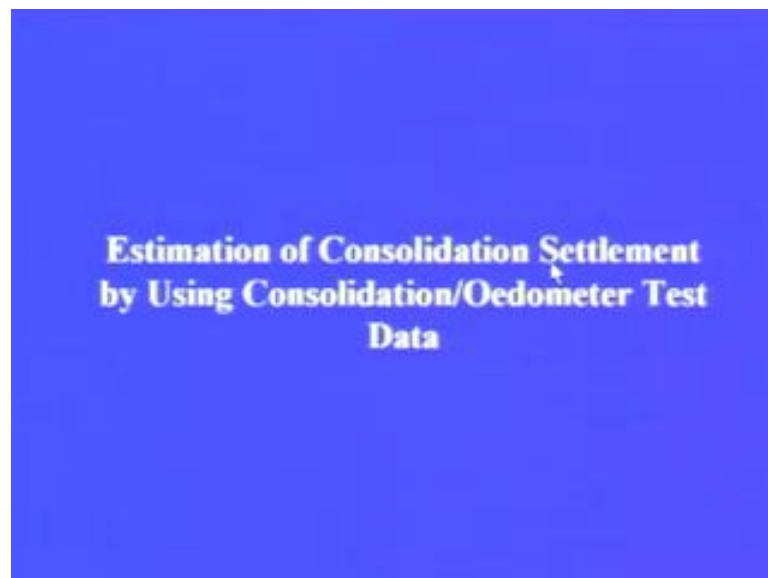 Estimation of Consolidation Settlement
by Using Consolidation/Oedometer Test
Data